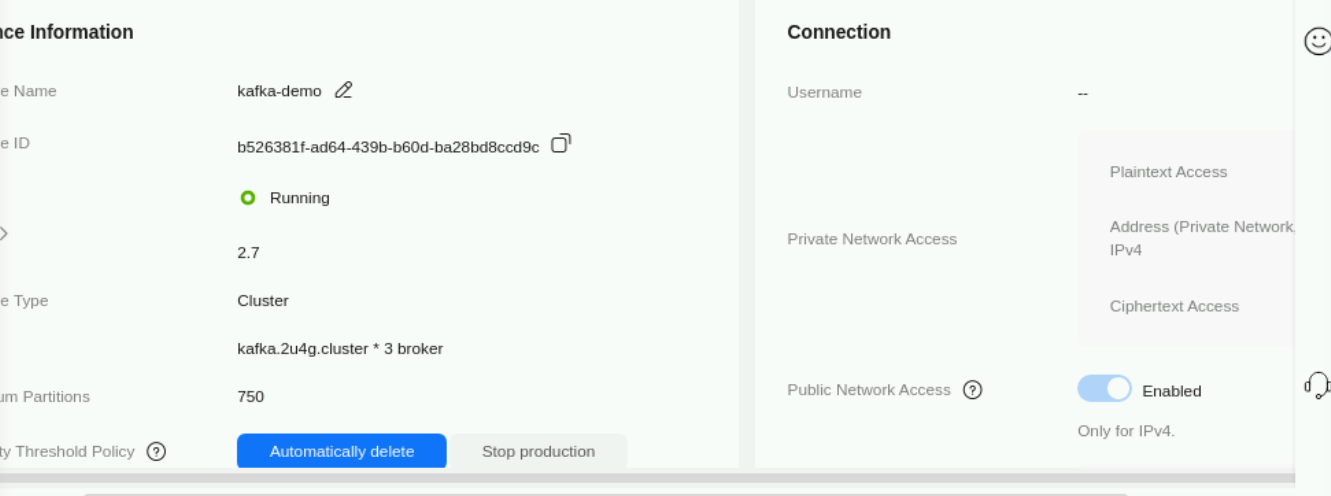 nce Information
e Name
kafka-demo
e ID
b526381f-ad64-439b-b60d-ba28bd8ccd9c
Running
2.7
e Type
Cluster
kafka.2u4g.cluster * 3 broker
um Partitions
750
ty Threshold Policy
Automatically delete
Stop production
Connection
Username
--
Private Network Access
Plaintext Access
Address (Private Network,
IPv4
Ciphertext Access
Public Network Access
Enabled
Only for IPv4.